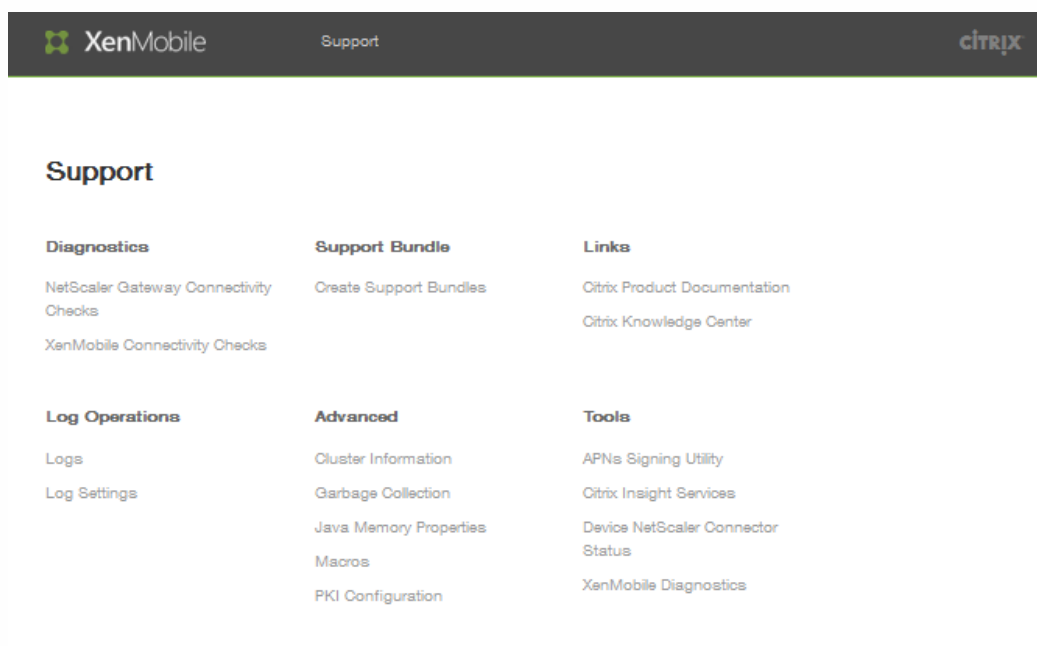 XenMobile
Support
CITRIX
Support
Diagnostics
NetScaler Gateway Connectivity
Checks
XenMobile Connectivity Checks
Support Bundle
Create Support Bundles
Links
Citrix Product Documentation
Citrix Knowledge Center
Log Operations
Logs
Log Settings
Advanced
Cluster Information
Garbage Collection
Java Memory Properties
Macros
PKI Configuration
Tools
APNs Signing Utility
Citrix Insight Services
Device NetScaler Connector
Status
XenMobile Diagnostics